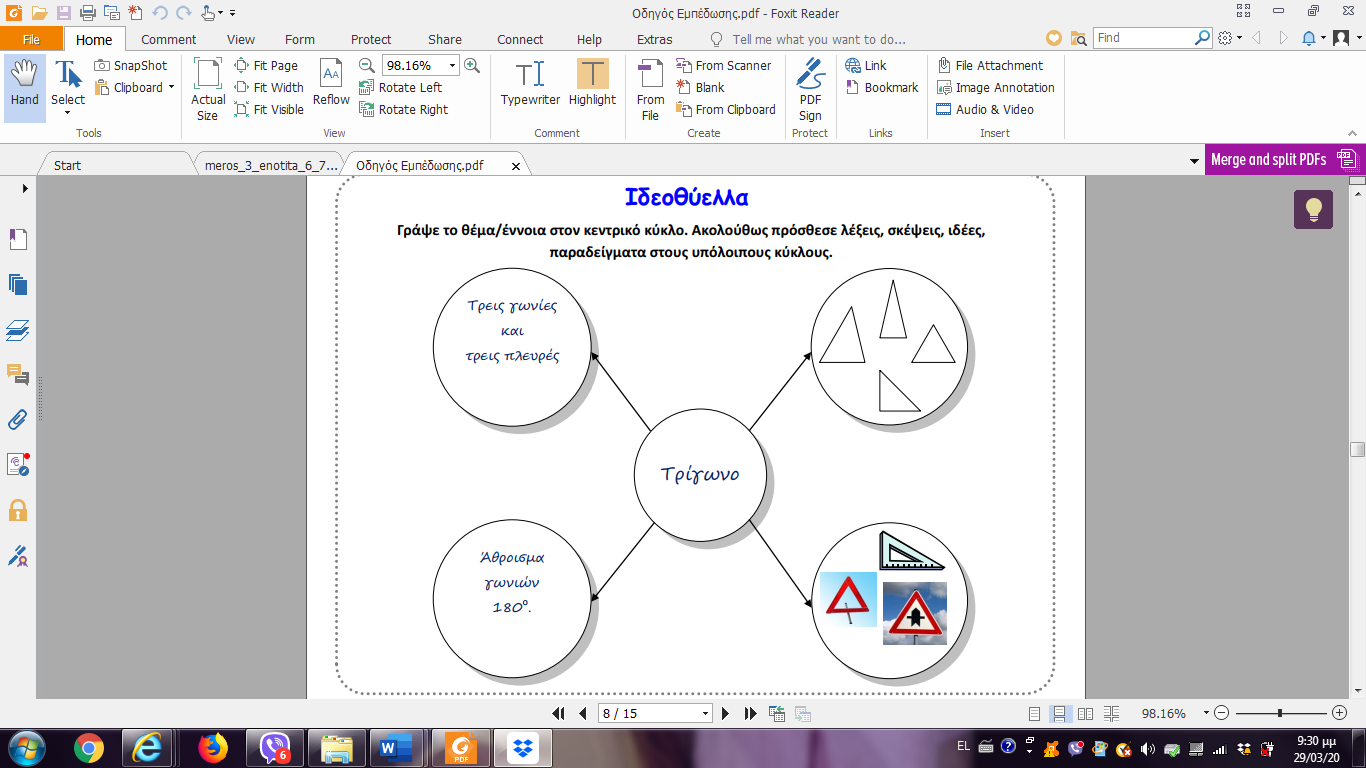 Οδηγός Εμπέδωσης.pdf - Foxit Reader
File Home Comment View Form Protect Share Connect Help Extras Tell me what you want to do... Find
Hand
Select
SnapShot
Clipboard
Tools
Actual Size
Fit Page
Fit Width
Fit Visible
Reflow
98.16%
Rotate Left
Rotate Right
View
Typewriter
Highlight
Comment
From File
From Scanner
Blank
From Clipboard
Create
PDF Sign
Protect
Link
Bookmark
Links
File Attachment
Image Annotation
Audio & Video
Insert
Start
meros_3_enotita_6_7...
Οδηγός Εμπέδωσης.pdf
Merge and split PDFs
Ιδεοθύελλα
Γράψε το θέμα/έννοια στον κεντρικό κύκλο. Ακολούθως πρόσθεσε λέξεις, σκέψεις, ιδέες,
παραδείγματα στους υπόλοιπους κύκλους.
Τρεις γωνίες
και
τρεις πλευρές
Τρίγωνο
Άθροισμα
γωνιών
180°.
8 / 15
98.16%
6
W
PDF
EL
9:30 μμ
29/03/20